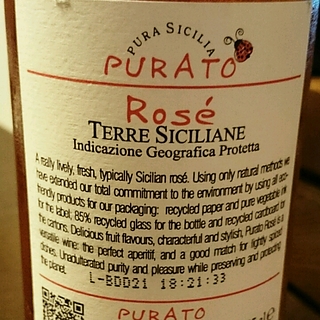 PURA SICILIA
PURATO
Rosé
TERRE SICILIANE
Indicazione Geografica Protetta
A really lively, fresh, typically Sicilian rosé. Using only natural methods we
have extended our total commitment to the environment by using all eco-
friendly products for our packaging: recycled paper and pure vegetable ink
for the label; 85% recycled glass for the bottle and recycled cardboard for
the cartons. Delicious fruit flavours, characterful and stylish, Purato Rosé is a
versatile wine: the perfect aperitif, and a good match for lightly spiced
dishes. Unadulterated purity and pleasure while preserving and protecting
the planet.
L-BDD21 18:21:33
PURATO